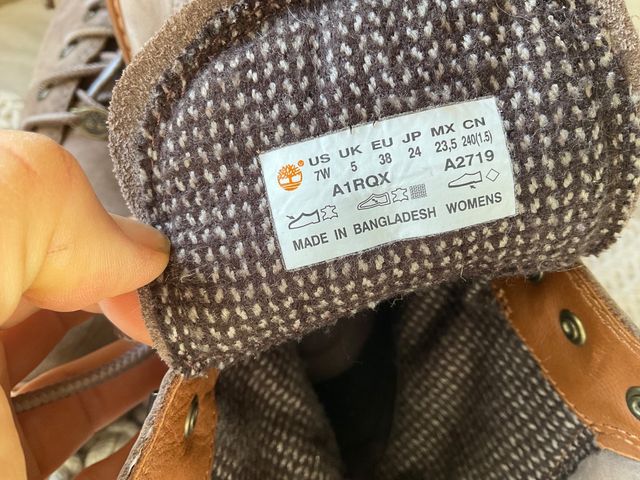 US UK EU JP MX CN
7W 5 38 24 23,5 240(1.5)
A1RQX A2719
MADE IN BANGLADESH WOMENS